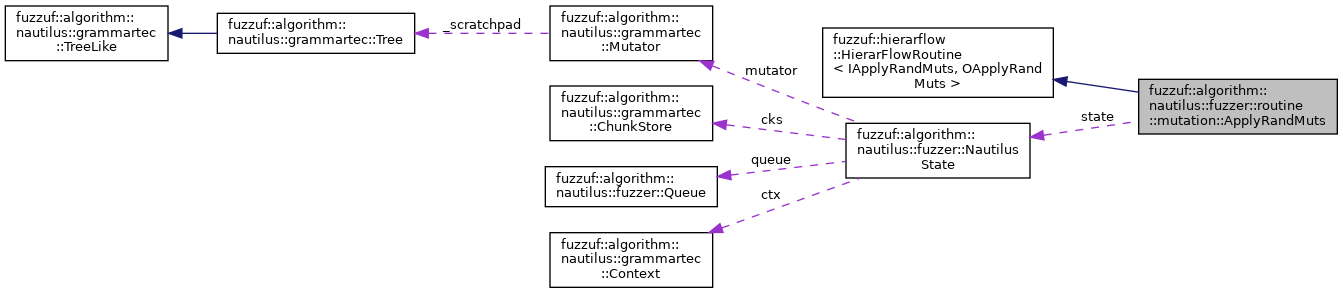 fuzzuf::algorithm::
nautilus::grammartec
::TreeLike
fuzzuf::algorithm::
nautilus::grammartec::Tree
_scratchpad
fuzzuf::algorithm::
nautilus::grammartec
::Mutator
mutator
fuzzuf::algorithm::
nautilus::grammartec
::ChunkStore
cks
fuzzuf::algorithm::
nautilus::fuzzer::Queue
queue
fuzzuf::algorithm::
nautilus::grammartec
::Context
ctx
fuzzuf::hierarflow
::HierarFlowRoutine
< IApplyRandMuts, OApplyRand
Muts >
fuzzuf::algorithm::
nautilus::fuzzer::Nautilus
State
state
fuzzuf::algorithm::
nautilus::fuzzer::routine
::mutation::ApplyRandMuts